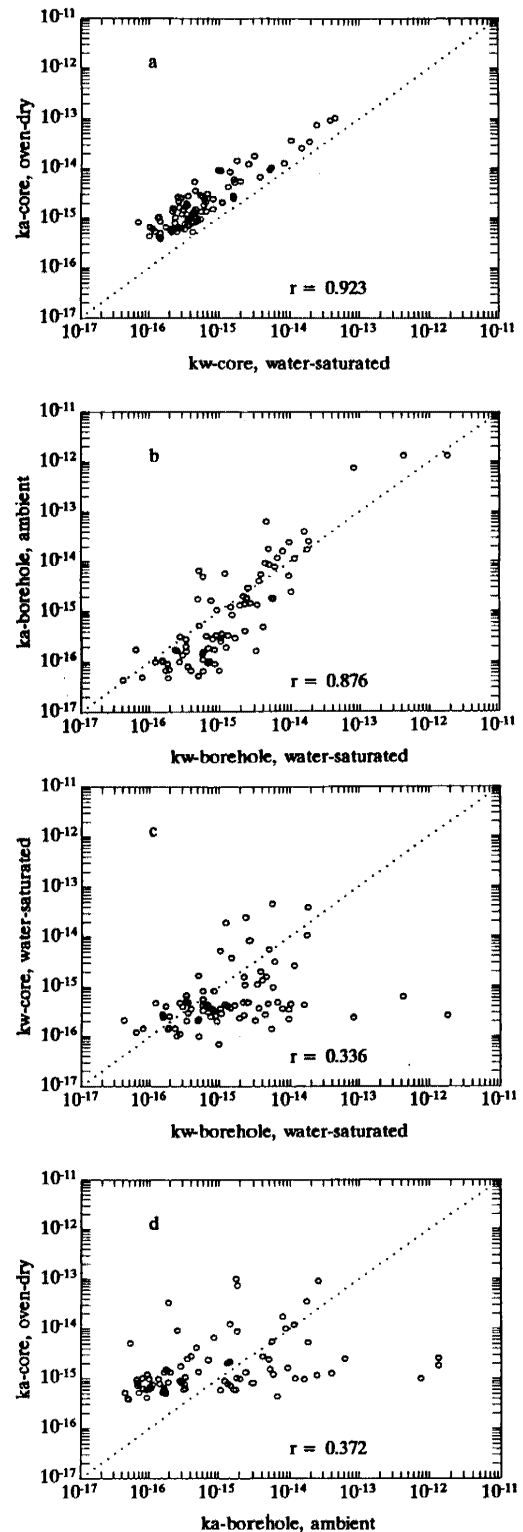 10-11
10-12
10-13
10-14
10-15
10-16
10-17
ka-core, oven-dry
a
r = 0.923
10-17 10-16 10-15 10-14 10-13 10-12 10-11
kw-core, water-saturated
10-11
10-12
10-13
10-14
10-15
10-16
10-17
ka-borehole, ambient
b
r = 0.876
10-17 10-16 10-15 10-14 10-13 10-12 10-11
kw-borehole, water-saturated
10-11
10-12
10-13
10-14
10-15
10-16
10-17
kw-core, water-saturated
c
r = 0.336
10-17 10-16 10-15 10-14 10-13 10-12 10-11
kw-borehole, water-saturated
10-11
10-12
10-13
10-14
10-15
10-16
10-17
ka-core, oven-dry
d
r = 0.372
10-17 10-16 10-15 10-14 10-13 10-12 10-11
ka-borehole, ambient